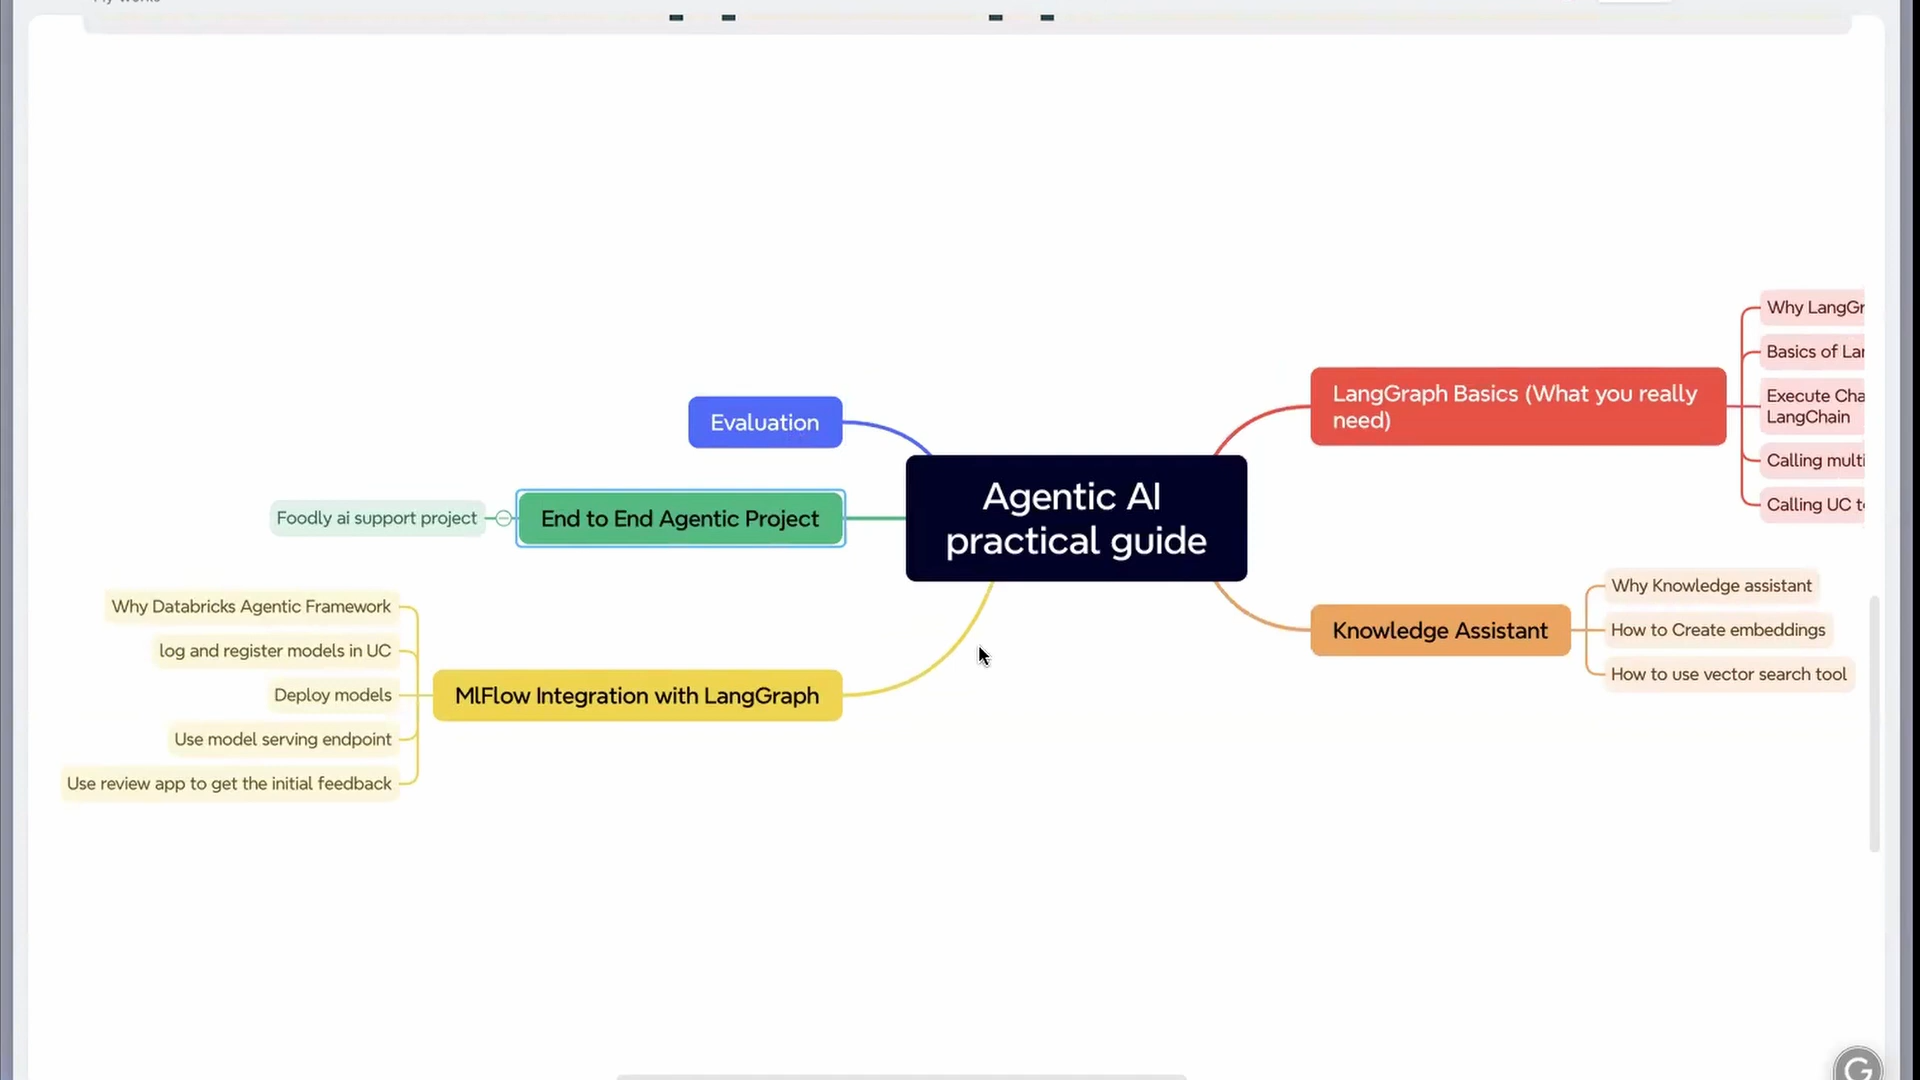 My works
Agentic AI
practical guide
Evaluation
End to End Agentic Project
Foodly ai support project
MlFlow Integration with LangGraph
Why Databricks Agentic Framework
log and register models in UC
Deploy models
Use model serving endpoint
Use review app to get the initial feedback
LangGraph Basics (What you really
need)
Why LangGr
Basics of Lan
Execute Cha
LangChain
Calling multi
Calling UC t
Knowledge Assistant
Why Knowledge assistant
How to Create embeddings
How to use vector search tool